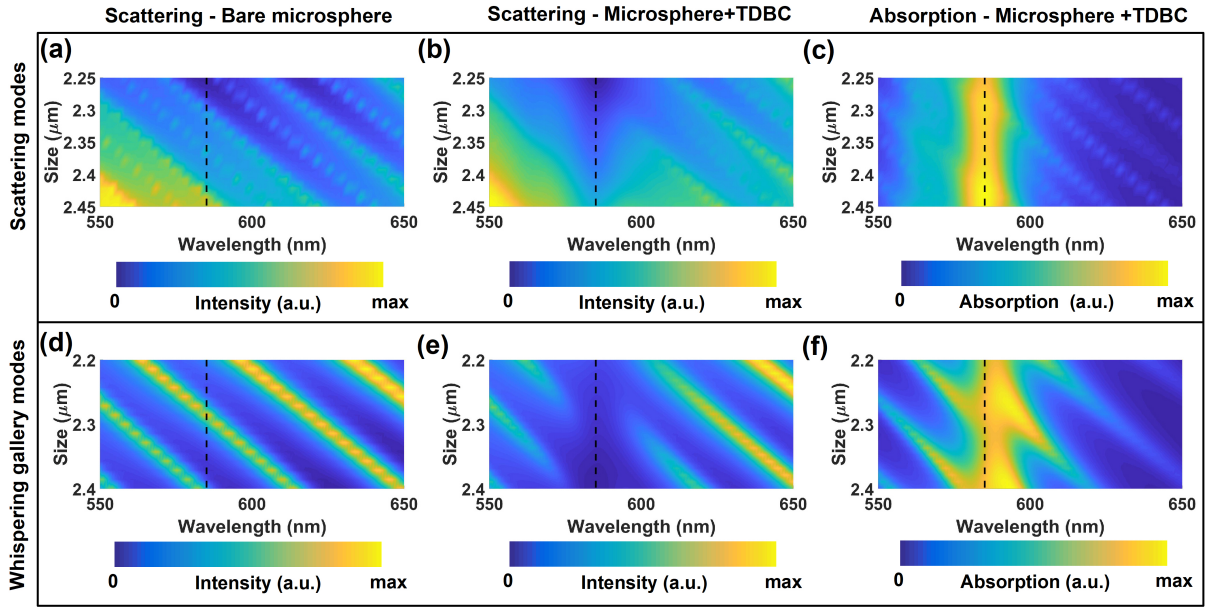 Scattering - Bare microsphere
Scattering - Microsphere+TDBC
Absorption - Microsphere +TDBC
Scattering modes
(a)
Size (μm)
2.25
2.3
2.35
2.4
2.45
550
600
650
Wavelength (nm)
0
Intensity (a.u.)
max
(b)
Size (μm)
2.25
2.3
2.35
2.4
2.45
550
600
650
Wavelength (nm)
0
Intensity (a.u.)
max
(c)
Size (μm)
2.25
2.3
2.35
2.4
2.45
550
600
650
Wavelength (nm)
0
Absorption (a.u.)
max
Whispering gallery modes
(d)
Size (μm)
2.2
2.3
2.4
550
600
650
Wavelength (nm)
0
Intensity (a.u.)
max
(e)
Size (μm)
2.2
2.3
2.4
550
600
650
Wavelength (nm)
0
Intensity (a.u.)
max
(f)
Size (μm)
2.2
2.3
2.4
550
600
650
Wavelength (nm)
0
Absorption (a.u.)
max